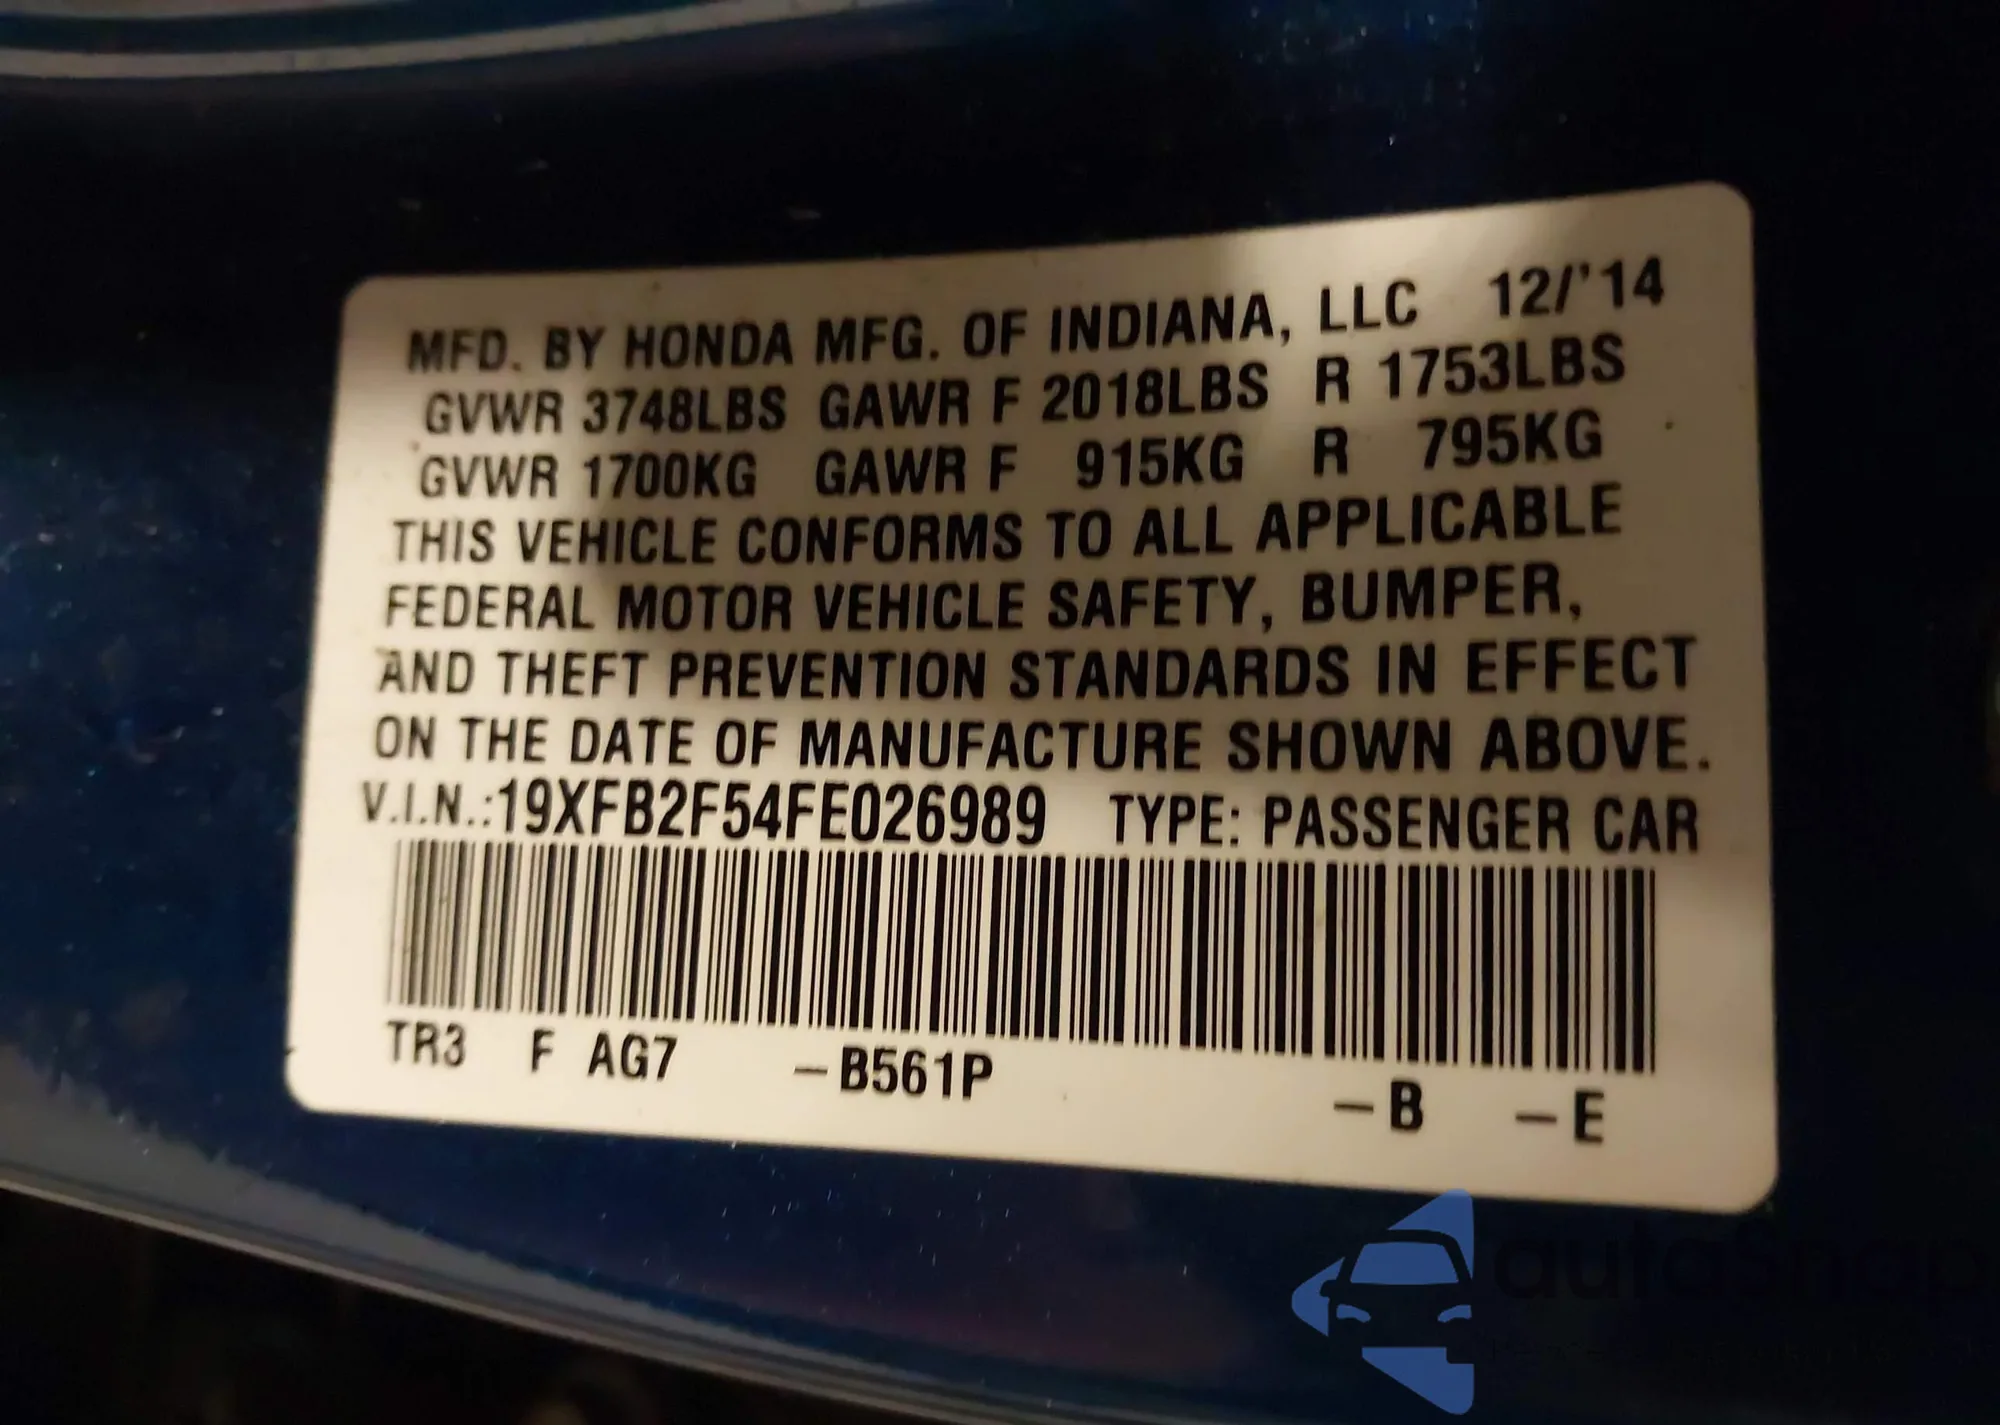 MFD. BY HONDA MFG. OF INDIANA, LLC 12/'14
GVWR 3748LBS GAWR F 2018LBS R 1753LBS
GVWR 1700KG GAWR F 915KG R 795KG
THIS VEHICLE CONFORMS TO ALL APPLICABLE
FEDERAL MOTOR VEHICLE SAFETY, BUMPER,
AND THEFT PREVENTION STANDARDS IN EFFECT
ON THE DATE OF MANUFACTURE SHOWN ABOVE.
V.I.N.:19XFB2F54FE026989 TYPE: PASSENGER CAR
TR3 F AG7 –B561P –B –E